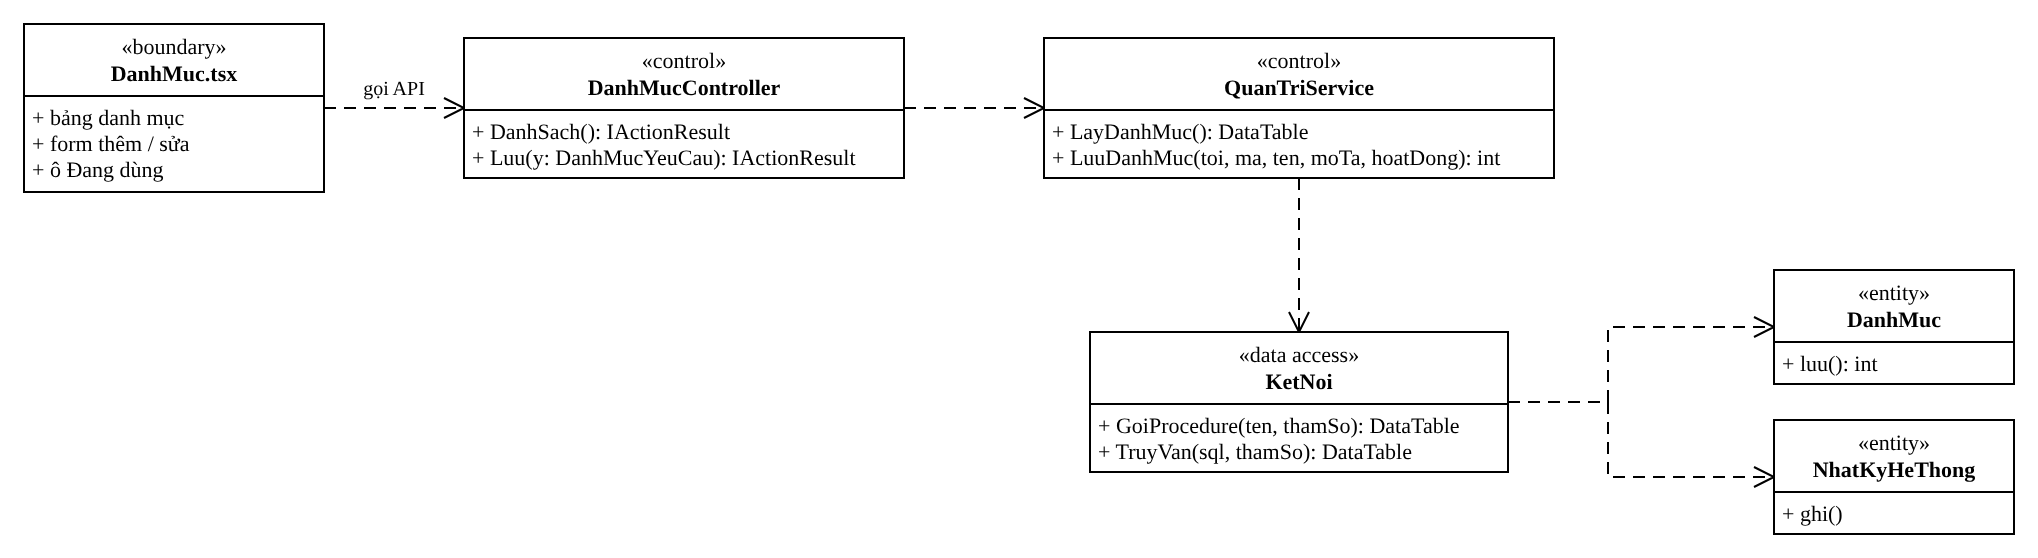 «boundary»
DanhMuc.tsx
+ bảng danh mục
+ form thêm / sửa
+ ô Đang dùng
gọi API
«control»
DanhMucController
+ DanhSach(): IActionResult
+ Luu(y: DanhMucYeuCau): IActionResult
«control»
QuanTriService
+ LayDanhMuc(): DataTable
+ LuuDanhMuc(toi, ma, ten, moTa, hoatDong): int
«data access»
KetNoi
+ GoiProcedure(ten, thamSo): DataTable
+ TruyVan(sql, thamSo): DataTable
«entity»
DanhMuc
+ luu(): int
«entity»
NhatKyHeThong
+ ghi()